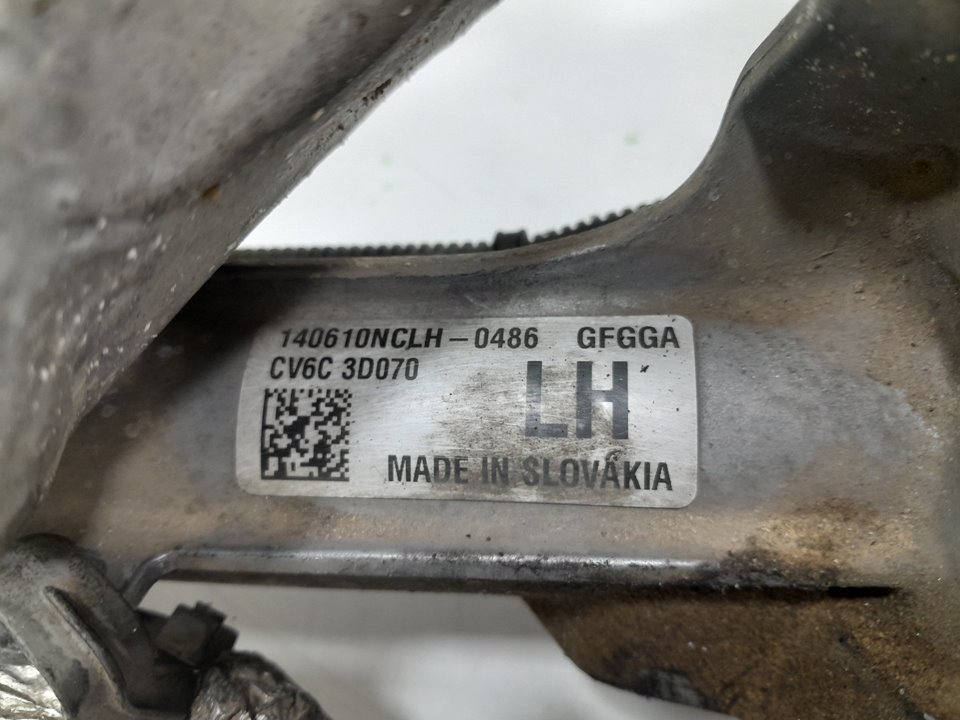 140610NCLH – 0486 GFGGA
CV6C 3D070
LH
MADE IN SLOVAKIA